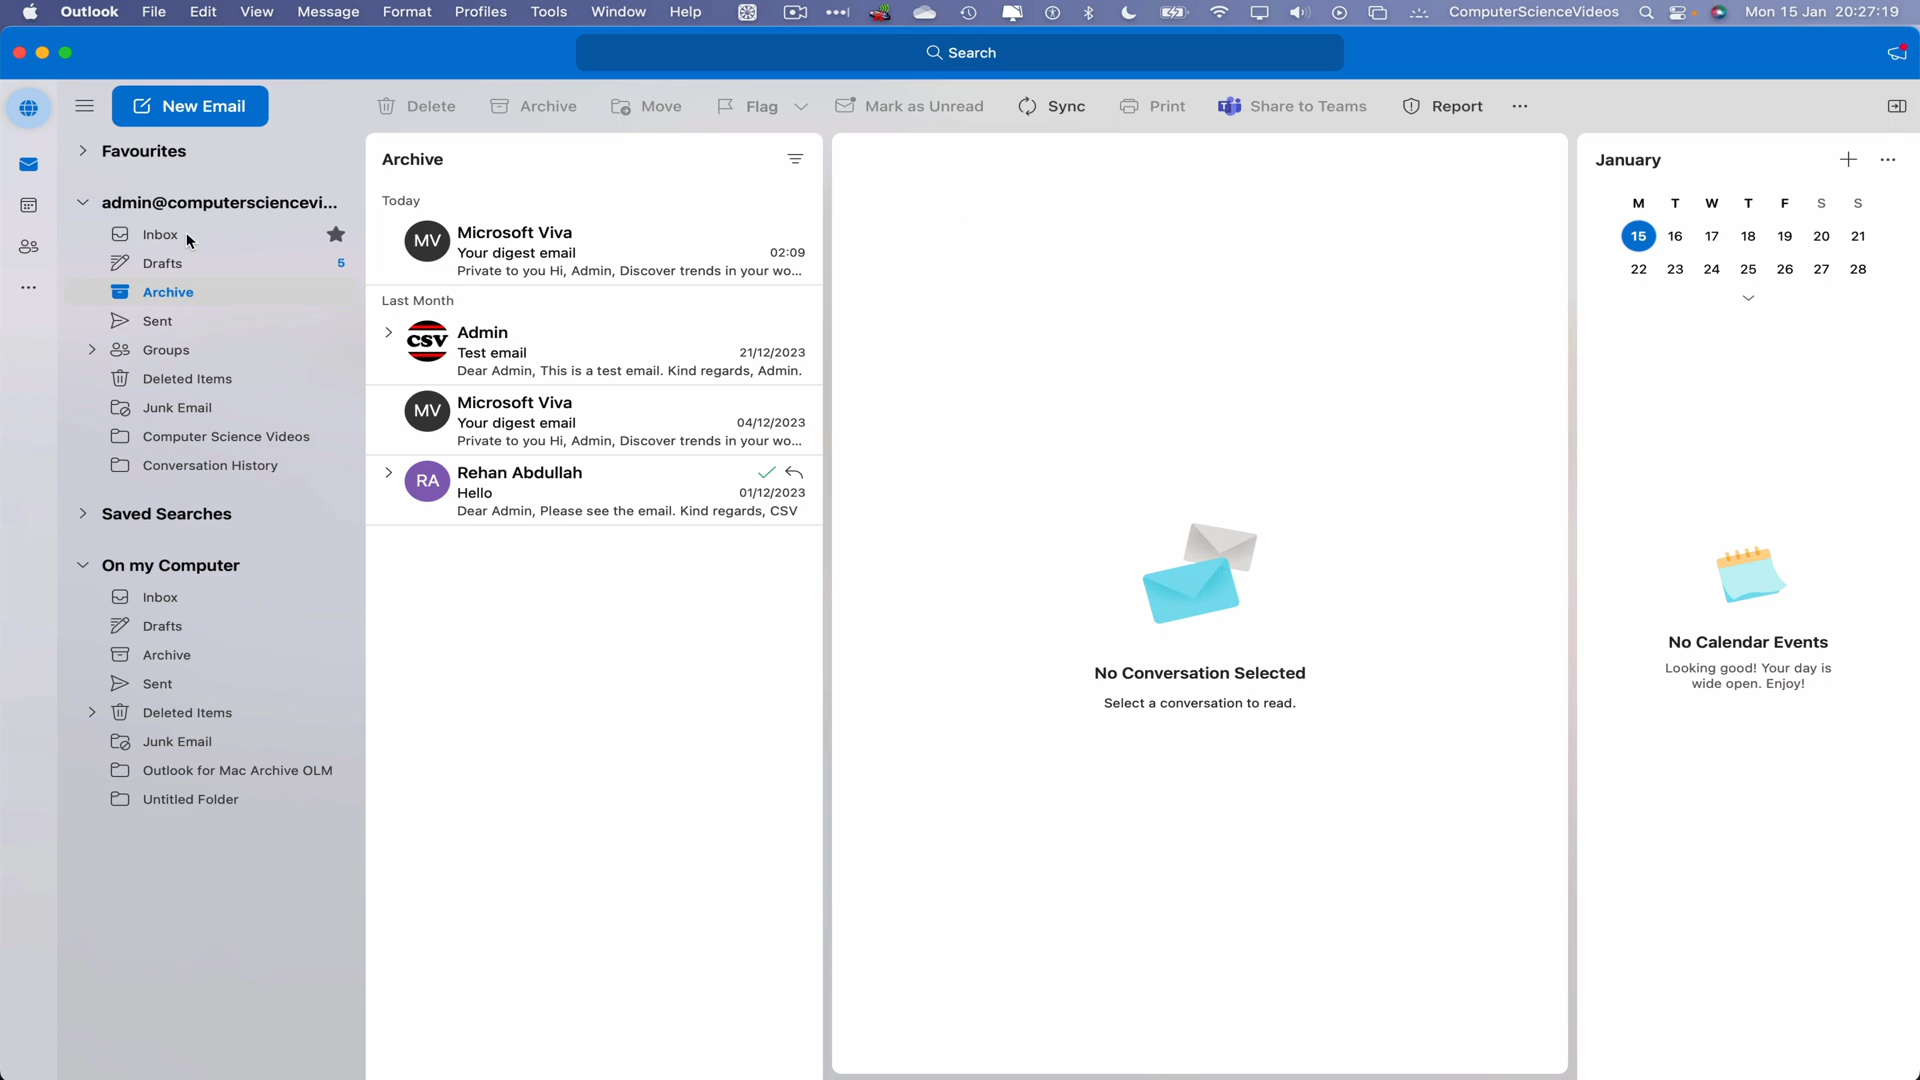 Outlook File Edit View Message Format Profiles Tools Window Help ComputerScienceVideos Mon 15 Jan 20:27:19
Search
New Email Delete Archive Move Flag Mark as Unread Sync Print Share to Teams Report
Favourites
admin@computersciencevi...
Inbox
Drafts 5
Archive
Sent
Groups
Deleted Items
Junk Email
Computer Science Videos
Conversation History
Saved Searches
On my Computer
Inbox
Drafts
Archive
Sent
Deleted Items
Junk Email
Outlook for Mac Archive OLM
Untitled Folder
Archive
Today
MV
Microsoft Viva
Your digest email 02:09
Private to you Hi, Admin, Discover trends in your wo...
Last Month
CSV
Admin
Test email 21/12/2023
Dear Admin, This is a test email. Kind regards, Admin.
MV
Microsoft Viva
Your digest email 04/12/2023
Private to you Hi, Admin, Discover trends in your wo...
RA
Rehan Abdullah
Hello 01/12/2023
Dear Admin, Please see the email. Kind regards, CSV
No Conversation Selected
Select a conversation to read.
January
M T W T F S S
15 16 17 18 19 20 21
22 23 24 25 26 27 28
No Calendar Events
Looking good! Your day is
wide open. Enjoy!